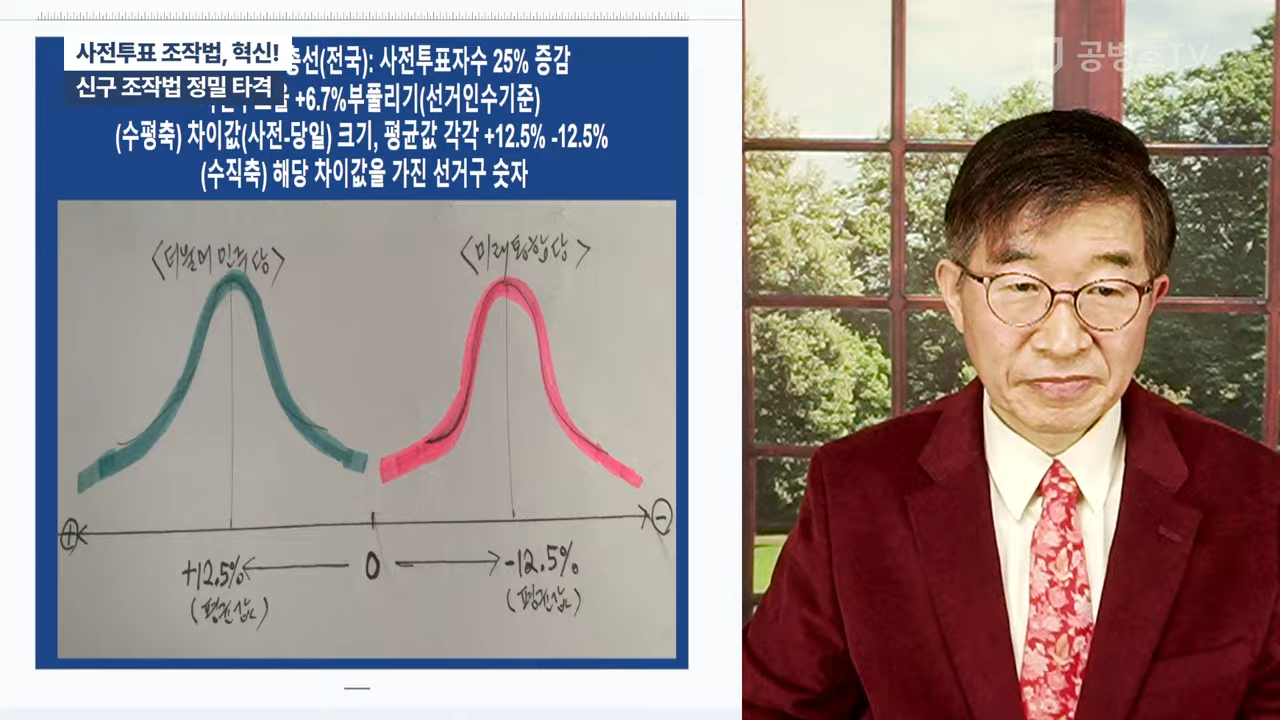 사전투표 조작법, 혁신!
신구 조작법 정밀 타격
총선(전국): 사전투표자수 25% 증감
+6.7%부풀리기(선거인수기준)
(수평축) 차이값(사전-당일) 크기, 평균값 각각 +12.5% -12.5%
(수직축) 해당 차이값을 가진 선거구 숫자
<더불어민주당>
<미래통합당>
+
-
+12.5%
0
-12.5%
(평균값)
(평균값)
공병호TV